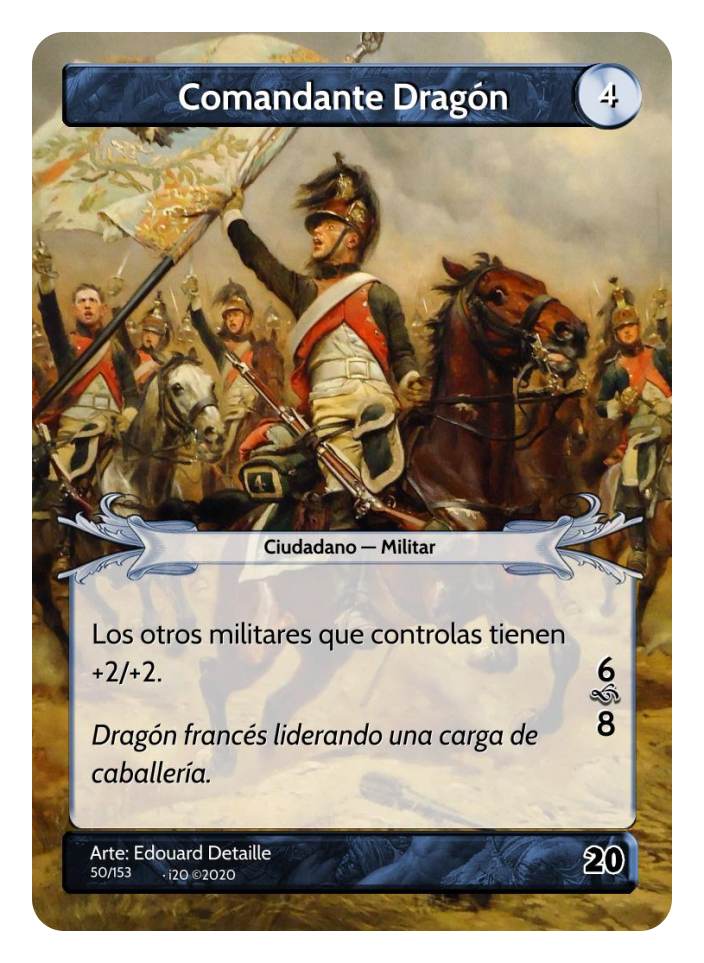 Comandante Dragón
4
4
Ciudadano — Militar
Los otros militares que controlas tienen
+2/+2.
6
8
Dragón francés liderando una carga de
caballería.
Arte: Edouard Detaille
50/153 · i20 ©2020
20